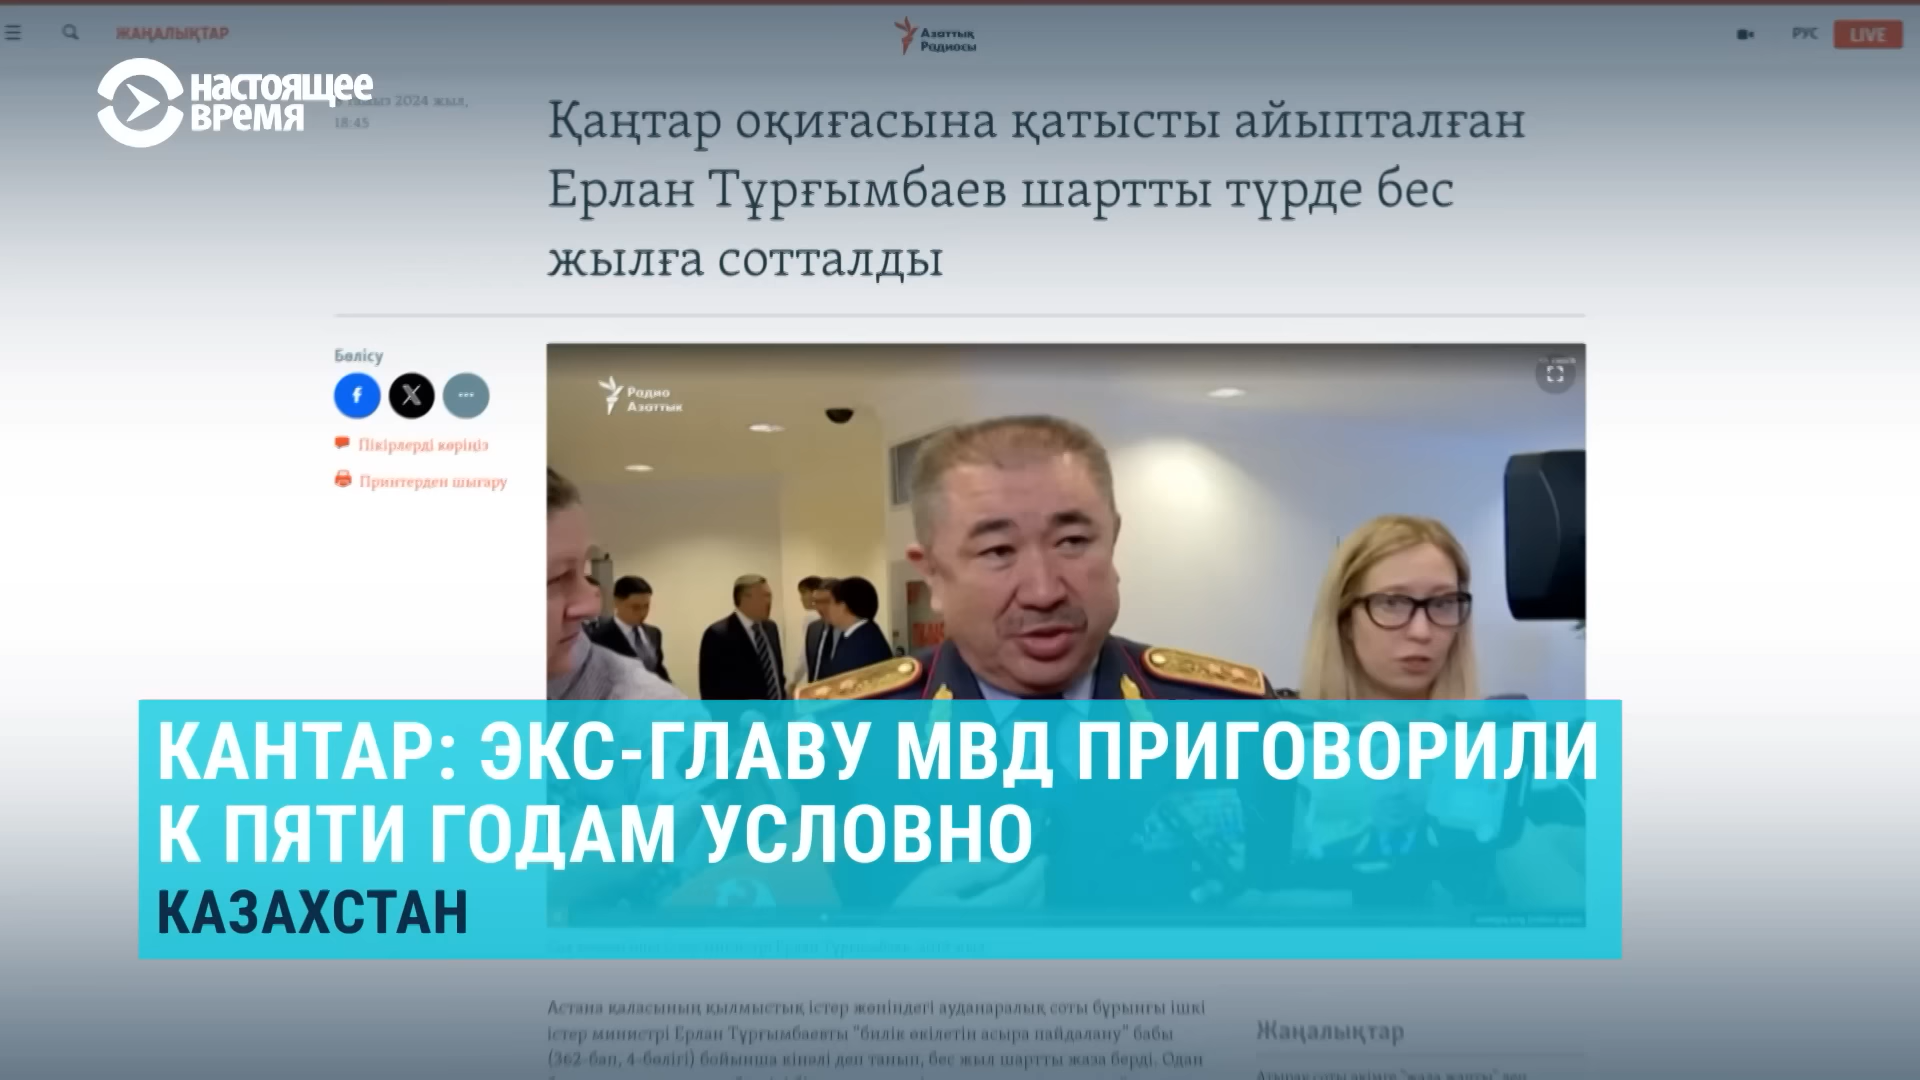 ЖАҢАЛЫҚТАР
Азаттық
Радиосы
РУС
LIVE
НАСТОЯЩЕЕ
ВРЕМЯ
2024 жыл,
18:45
Қаңтар оқиғасына қатысты айыпталған
Ерлан Тұрғымбаев шартты түрде бес
жылға сотталды
Бөлісу
Пікірлерді көріңіз
Принтерден шығару
Радио
Азаттык
КАНТАР: ЭКС-ГЛАВУ МВД ПРИГОВОРИЛИ
К ПЯТИ ГОДАМ УСЛОВНО
КАЗАХСТАН
Астана қаласының қылмыстық істер жөніндегі ауданаралық соты бұрынғы ішкі
істер министрі Ерлан Тұрғымбаевты "билік өкілетін асыра пайдалану" бабы
(362-бап, 4-бөлігі) бойынша кінәлі деп танып, бес жыл шартты жаза берді. Одан
Жаңалықтар